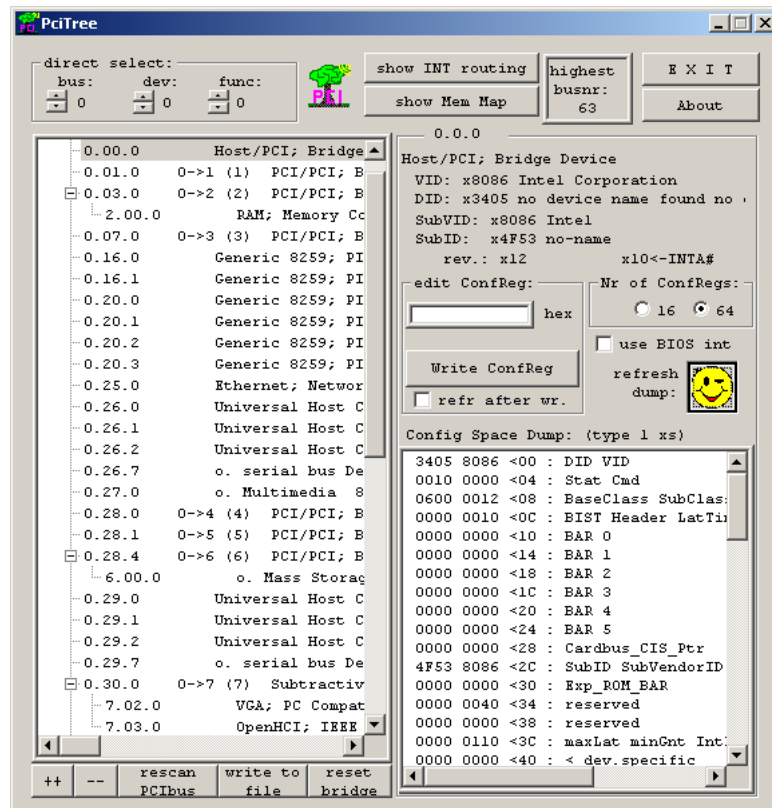 PciTree
direct select:
bus: dev: func:
0 0 0
PCI
show INT routing
show Mem Map
highest
busnr:
63
E X I T
About
0.00.0 Host/PCI; Bridge
0.01.0 0->1 (1) PCI/PCI; B
0.03.0 0->2 (2) PCI/PCI; B
2.00.0 RAM; Memory Co
0.07.0 0->3 (3) PCI/PCI; B
0.16.0 Generic 8259; PI
0.16.1 Generic 8259; PI
0.20.0 Generic 8259; PI
0.20.1 Generic 8259; PI
0.20.2 Generic 8259; PI
0.20.3 Generic 8259; PI
0.25.0 Ethernet; Networ
0.26.0 Universal Host C
0.26.1 Universal Host C
0.26.2 Universal Host C
0.26.7 o. serial bus De
0.27.0 o. Multimedia 8
0.28.0 0->4 (4) PCI/PCI; B
0.28.1 0->5 (5) PCI/PCI; B
0.28.4 0->6 (6) PCI/PCI; B
6.00.0 o. Mass Storag
0.29.0 Universal Host C
0.29.1 Universal Host C
0.29.2 Universal Host C
0.29.7 o. serial bus De
0.30.0 0->7 (7) Subtractiv
7.02.0 VGA; PC Compat
7.03.0 OpenHCI; IEEE
++
--
rescan
PCIbus
write to
file
reset
bridge
0.0.0
Host/PCI; Bridge Device
VID: x8086 Intel Corporation
DID: x3405 no device name found no
SubVID: x8086 Intel
SubID: x4F53 no-name
rev.: x12 x10<-INTA#
edit ConfReg:
hex
Write ConfReg
refr after wr.
Nr of ConfRegs:
16 64
use BIOS int
refresh
dump:
Config Space Dump: (type 1 xs)
3405 8086 <00 : DID VID
0010 0000 <04 : Stat Cmd
0600 0012 <08 : BaseClass SubClas
0000 0010 <0C : BIST Header LatTi
0000 0000 <10 : BAR 0
0000 0000 <14 : BAR 1
0000 0000 <18 : BAR 2
0000 0000 <1C : BAR 3
0000 0000 <20 : BAR 4
0000 0000 <24 : BAR 5
0000 0000 <28 : Cardbus_CIS_Ptr
4F53 8086 <2C : SubID SubVendorID
0000 0000 <30 : Exp_ROM_BAR
0000 0040 <34 : reserved
0000 0000 <38 : reserved
0000 0110 <3C : maxLat minGnt Int
0000 0000 <40 : < dev.specific